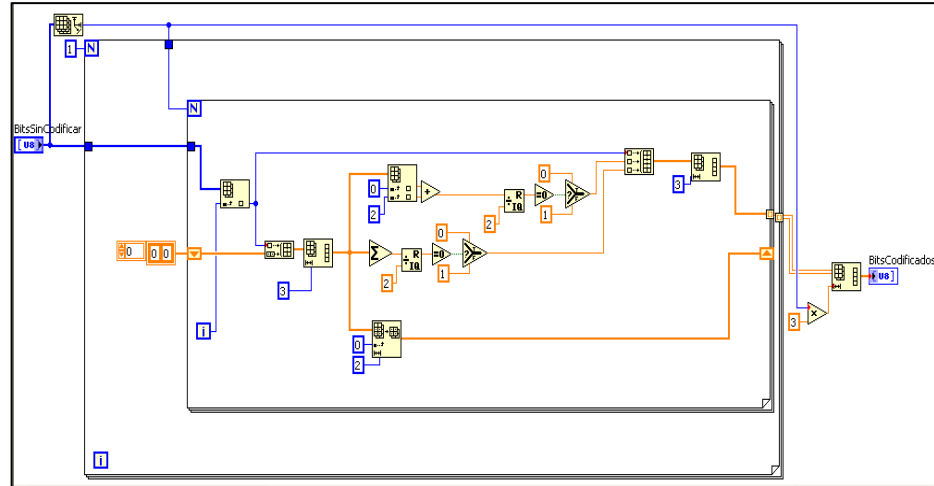 1
N
BitsSinCodificar
[U8]
N
0
2
+
R
IQ
2
=0
0
1
?
3
0
0 0
3
Σ
R
IQ
2
=0
0
1
?
i
0
2
3
x
BitsCodificados
U8]
i